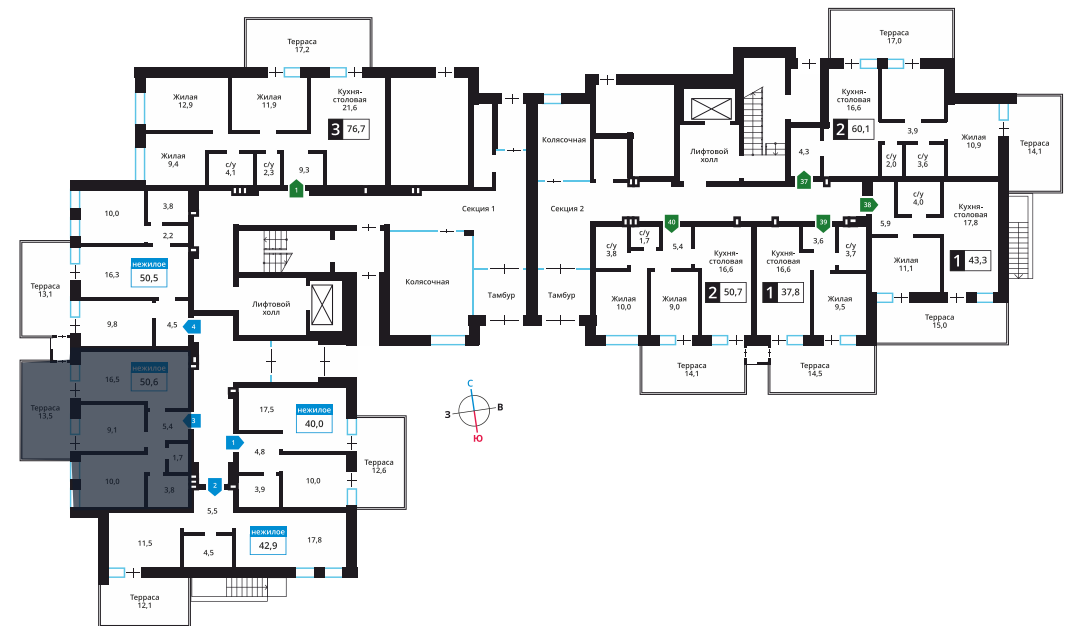 Терраса
17,2
Жилая
12,9
Жилая
11,9
Кухня-
столовая
21,6
3 76,7
Жилая
9,4
с/у
4,1
с/у
2,3
9,3
1
Секция 1
10,0
3,8
2,2
нежилое
50,5
16,3
Терраса
13,1
9,8
4,5
4
Лифтовой
холл
Колясочная
Тамбур
16,5
нежилое
50,6
Терраса
13,5
9,1
5,4
3
1,7
10,0
3,8
17,5
нежилое
40,0
1
4,8
3,9
10,0
Терраса
12,6
2
5,5
11,5
4,5
нежилое
42,9
17,8
Терраса
12,1
С
З
В
Ю
Колясочная
Секция 2
Тамбур
Лифтовой
холл
4,3
37
Терраса
17,0
Кухня-
столовая
16,6
2 60,1
3,9
с/у
2,0
с/у
3,6
Жилая
10,9
Терраса
14,1
38
с/у
4,0
5,9
Кухня-
столовая
17,8
Жилая
11,1
1 43,3
Терраса
15,0
40
с/у
3,8
с/у
1,7
5,4
Кухня-
столовая
16,6
2 50,7
Жилая
10,0
Жилая
9,0
Терраса
14,1
39
3,6
с/у
3,7
Кухня-
столовая
16,6
1 37,8
Жилая
9,5
Терраса
14,5